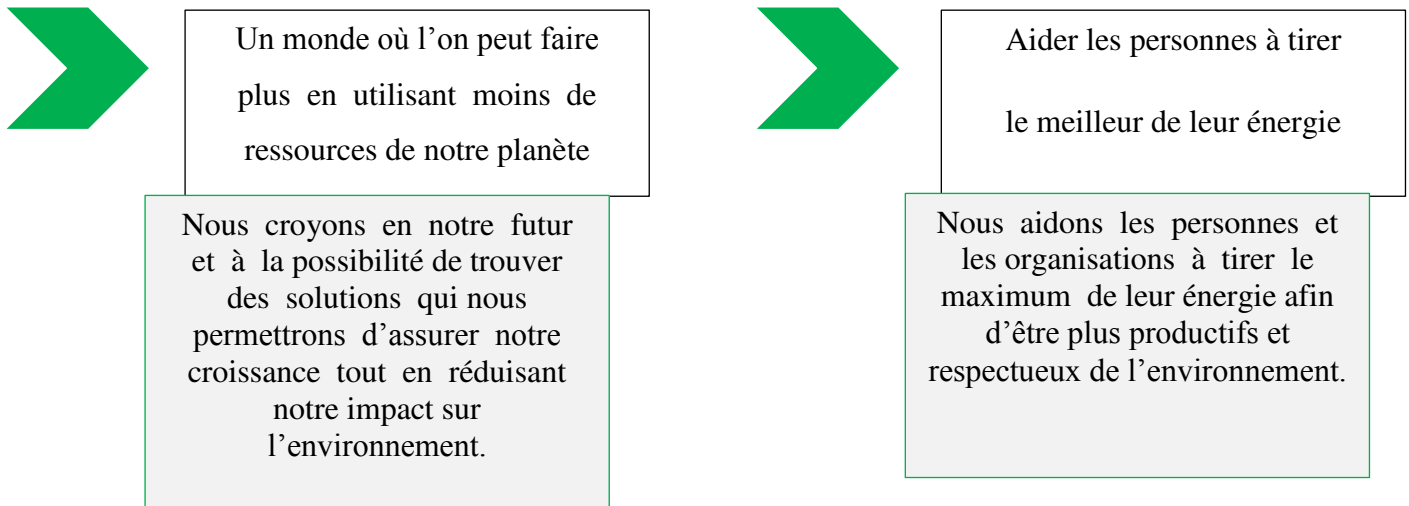 Un monde où l'on peut faire
plus en utilisant moins de
ressources de notre planète
Nous croyons en notre futur
et à la possibilité de trouver
des solutions qui nous
permettrons d'assurer notre
croissance tout en réduisant
notre impact sur
l'environnement.
Aider les personnes à tirer
le meilleur de leur énergie
Nous aidons les personnes et
les organisations à tirer le
maximum de leur énergie afin
d'être plus productifs et
respectueux de l'environnement.